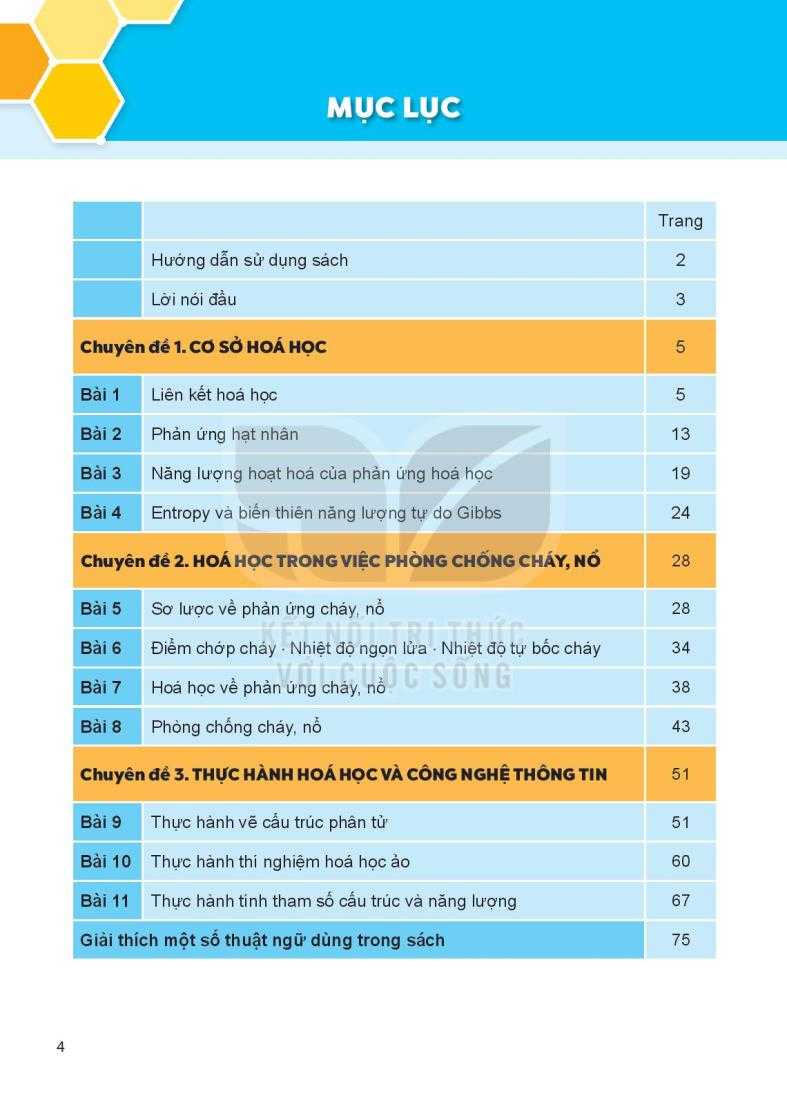 MỤC LỤC
Trang
Hướng dẫn sử dụng sách 2
Lời nói đầu 3
Chuyên đề 1. CƠ SỞ HOÁ HỌC 5
Bài 1 Liên kết hoá học 5
Bài 2 Phản ứng hạt nhân 13
Bài 3 Năng lượng hoạt hoá của phản ứng hoá học 19
Bài 4 Entropy và biến thiên năng lượng tự do Gibbs 24
Chuyên đề 2. HOÁ HỌC TRONG VIỆC PHÒNG CHỐNG CHÁY, NỔ 28
Bài 5 Sơ lược về phản ứng cháy, nổ 28
KẾT NỐI TRI THỨC
Bài 6 Điểm chớp cháy · Nhiệt độ ngọn lửa · Nhiệt độ tự bốc cháy 34
VỚI CUỘC SỐNG
Bài 7 Hoá học về phản ứng cháy, nổ 38
Bài 8 Phòng chống cháy, nổ 43
Chuyên đề 3. THỰC HÀNH HOÁ HỌC VÀ CÔNG NGHỆ THÔNG TIN 51
Bài 9 Thực hành vẽ cấu trúc phân tử 51
Bài 10 Thực hành thí nghiệm hoá học ảo 60
Bài 11 Thực hành tính tham số cấu trúc và năng lượng 67
Giải thích một số thuật ngữ dùng trong sách 75
4